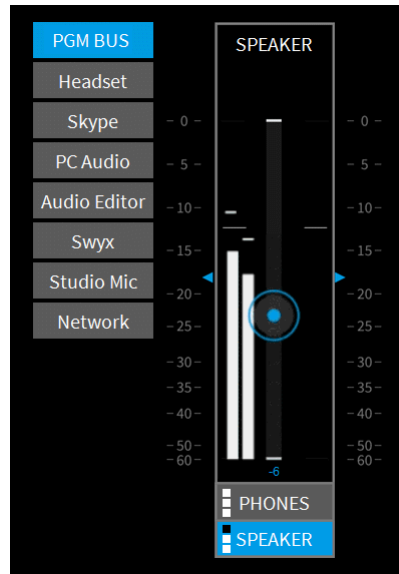 PGM BUS
Headset
Skype
PC Audio
Audio Editor
Swyx
Studio Mic
Network
SPEAKER
- 0 -
- 5 -
- 10 -
- 15 -
- 20 -
- 25 -
- 30 -
- 35 -
- 40 -
- 50 -
- 60 -
- 0 -
- 5 -
- 10 -
- 15 -
- 20 -
- 25 -
- 30 -
- 35 -
- 40 -
- 50 -
- 60 -
-6
PHONES
SPEAKER